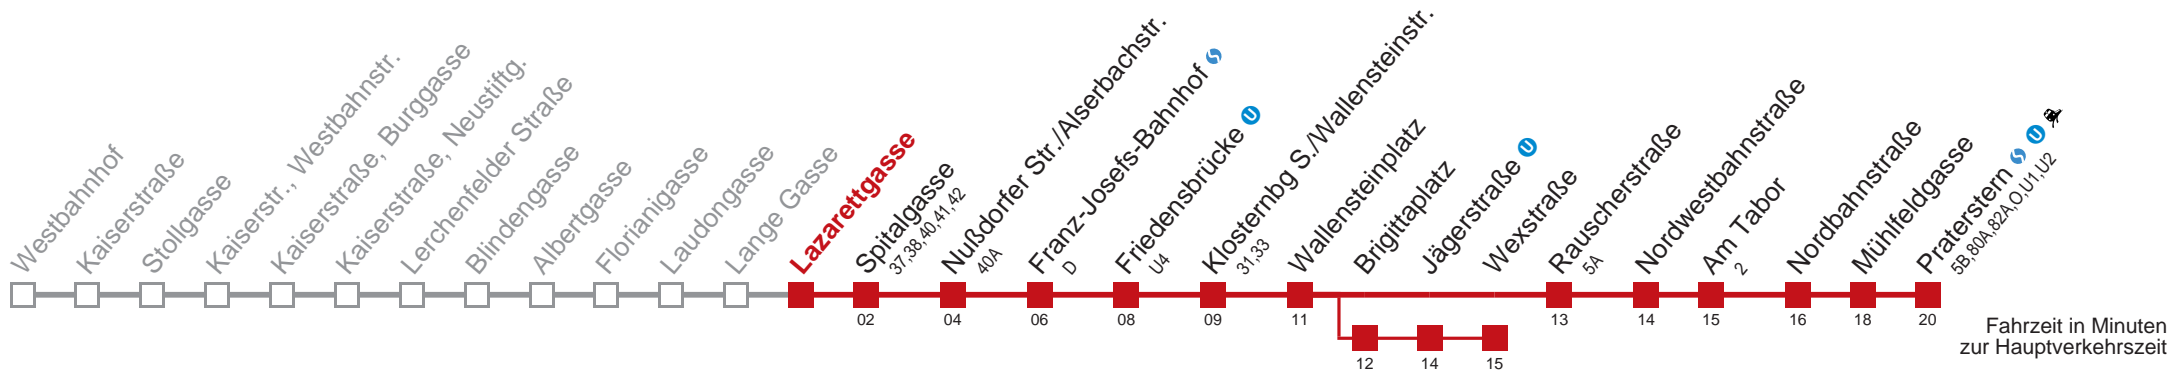 Westbahnhof
Kaiserstraße
Stollgasse
Kaiserstr., Westbahnstr.
Kaiserstraße, Burggasse
Kaiserstraße, Neustiftg.
Lerchenfelder Straße
Blindengasse
Albertgasse
Florianigasse
Laudongasse
Lange Gasse
Lazarettgasse
Spitalgasse
37,38,40,41,42
Nußdorfer Str./Alserbachstr.
40A
Franz-Josefs-Bahnhof S
D
Friedensbrücke U
U4
Klosternbg S./Wallensteinstr.
31,33
Wallensteinplatz
Brigittaplatz
Jägerstraße U
Wexstraße
Rauscherstraße
5A
Nordwestbahnstraße
Am Tabor
2
Nordbahnstraße
Mühlfeldgasse
Praterstern S U
5B,80A,82A,O,U1,U2
02 04 06 08 09 11 13 14 15 16 18 20
12 14 15
Fahrzeit in Minuten
zur Hauptverkehrszeit